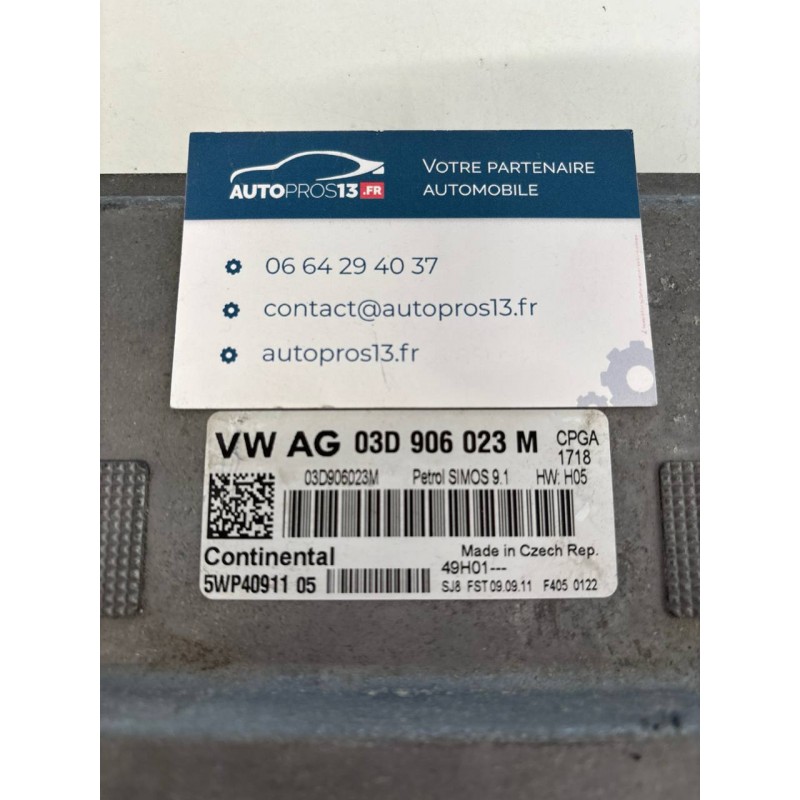 AUTOPROS13.FR
VOTRE PARTENAIRE
AUTOMOBILE
06 64 29 40 37
contact@autopros13.fr
autopros13.fr
VW AG 03D 906 023 M CPGA
1718
03D906023M Petrol SIMOS 9.1 HW: H05
Continental Made in Czech Rep.
49H01---
5WP40911 05 SJ8 FST 09.09.11 F405 0122